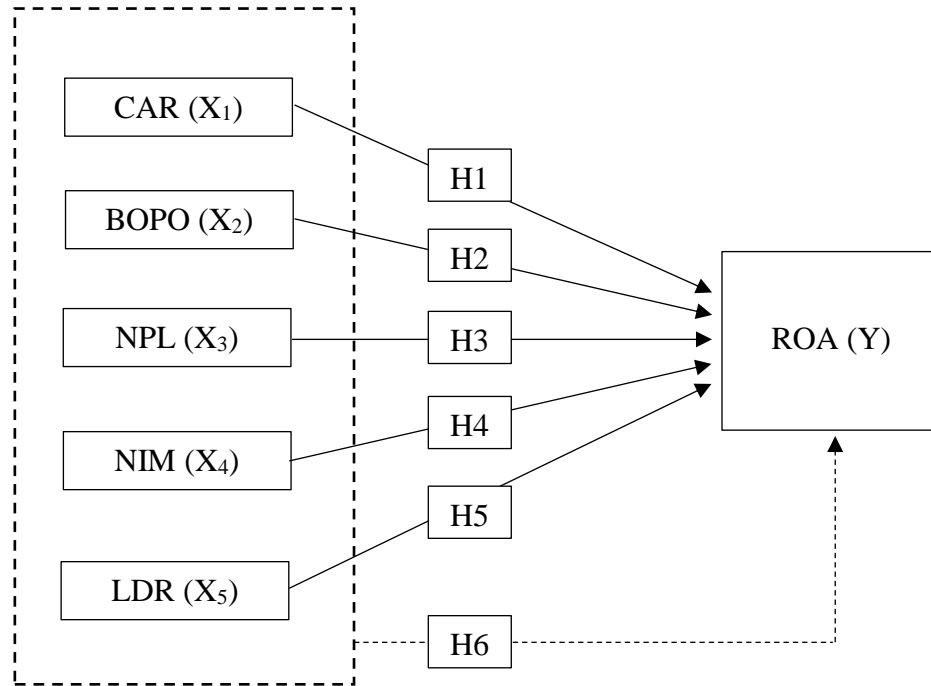 CAR (X₁)
H1
BOPO (X₂)
H2
NPL (X₃)
H3
ROA (Y)
NIM (X₄)
H4
H5
LDR (X₅)
H6